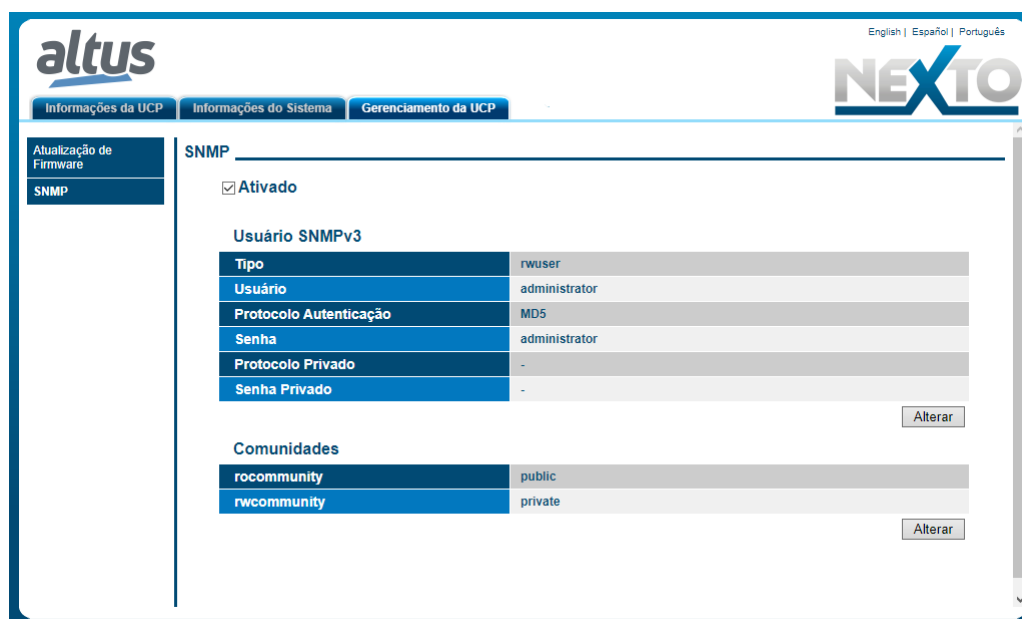 English | Español | Português
altus
NEXTO
Informações da UCP Informações do Sistema Gerenciamento da UCP
Atualização de
Firmware
SNMP
SNMP
Ativado
Usuário SNMPv3
Tipo rwuser
Usuário administrator
Protocolo Autenticação MD5
Senha administrator
Protocolo Privado -
Senha Privado -
Alterar
Comunidades
rocommunity public
rwcommunity private
Alterar